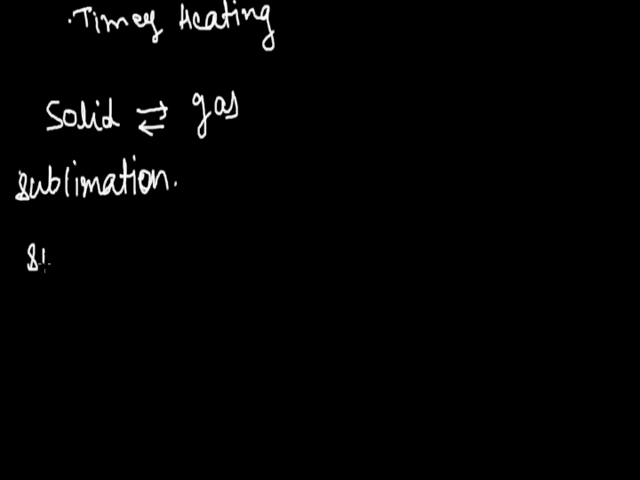 .Timey Heating
Solid ⇄ gas
sublimation.